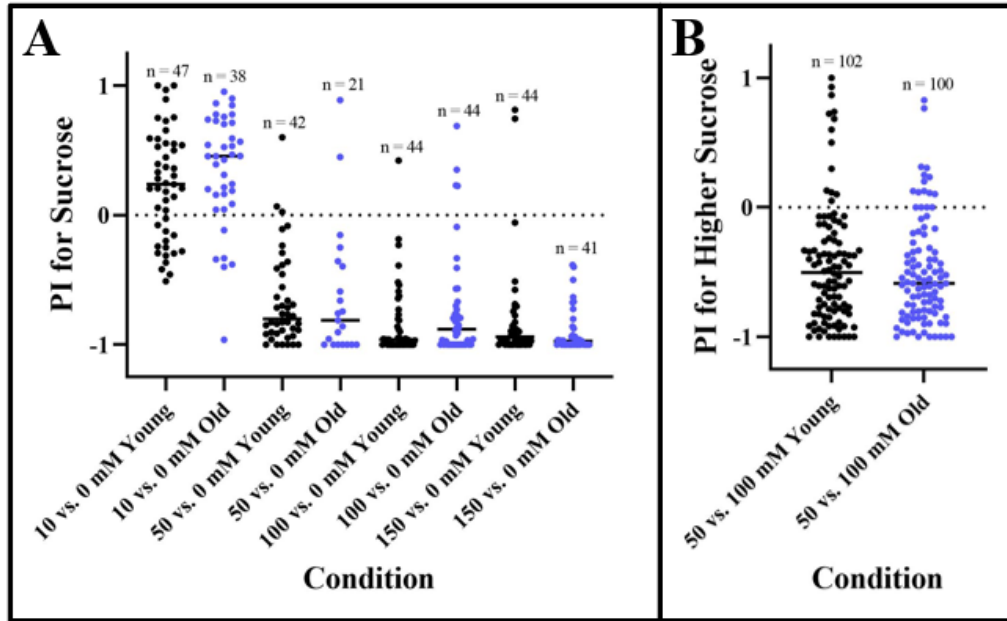 A
PI for Sucrose
1
0
-1
n = 47
n = 38
n = 42
n = 21
n = 44
n = 44
n = 44
n = 41
10 vs. 0 mM Young
10 vs. 0 mM Old
50 vs. 0 mM Young
50 vs. 0 mM Old
100 vs. 0 mM Young
100 vs. 0 mM Old
150 vs. 0 mM Young
150 vs. 0 mM Old
Condition
B
PI for Higher Sucrose
1
0
-1
n = 102
n = 100
50 vs. 100 mM Young
50 vs. 100 mM Old
Condition